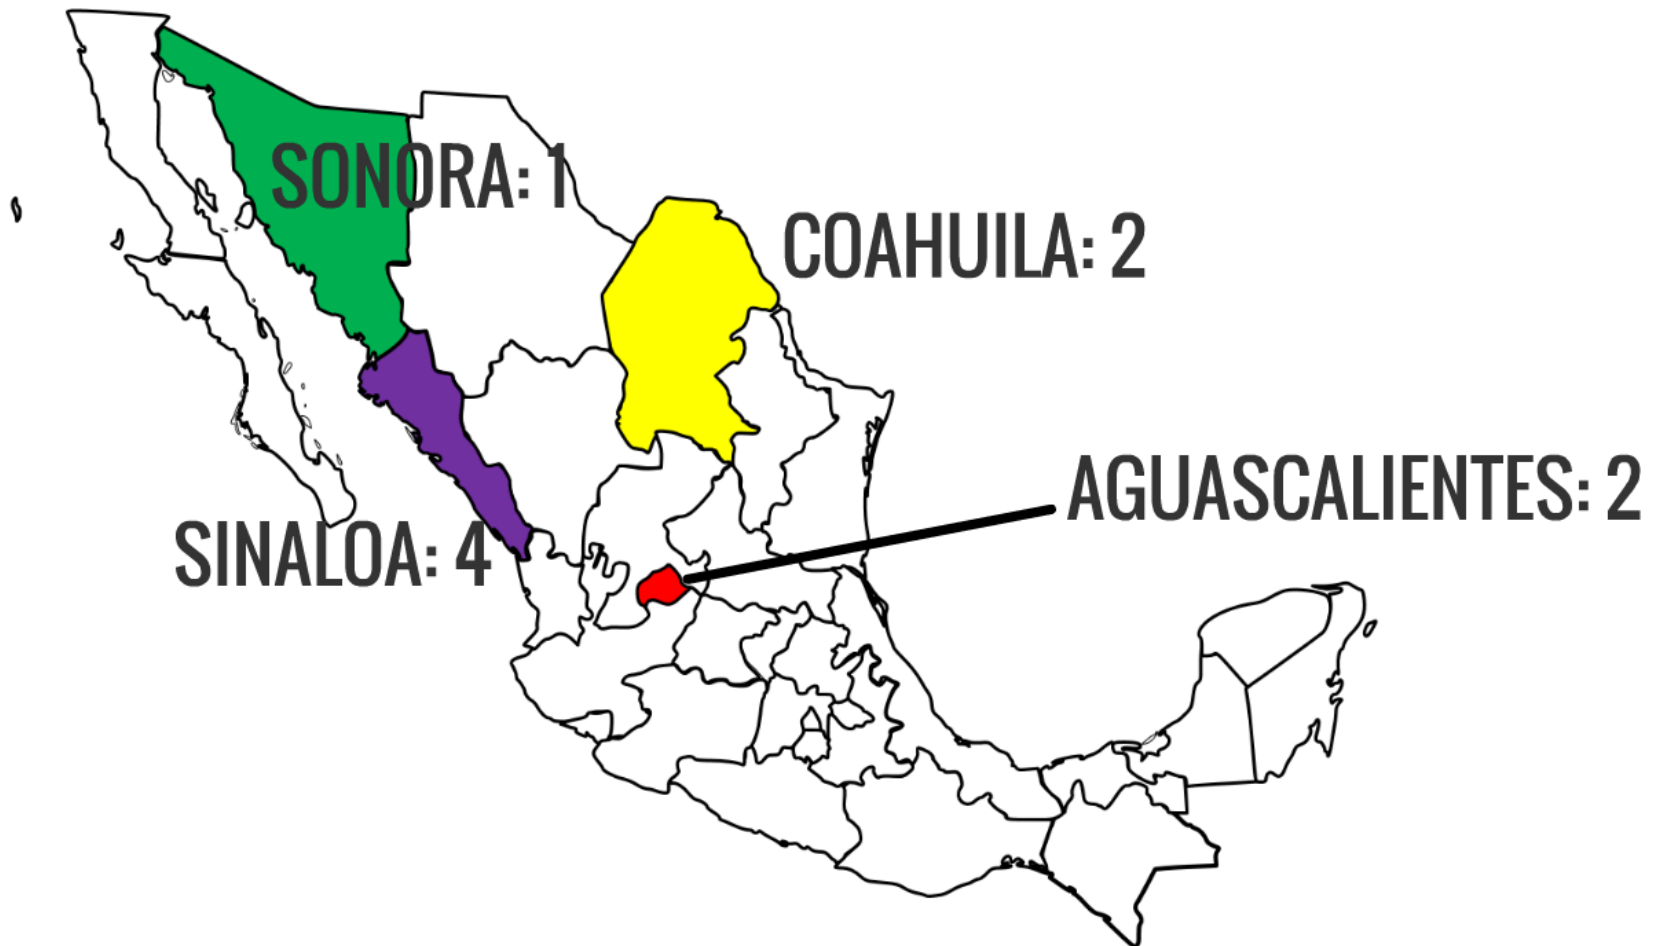 SONORA: 1
COAHUILA: 2
AGUASCALIENTES: 2
SINALOA: 4